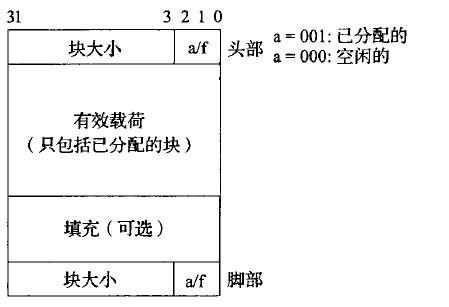 31 3 2 1 0
块大小 a/f 头部 a = 001: 已分配的
a = 000: 空闲的
有效载荷
(只包括已分配的块)
填充(可选)
块大小 a/f 脚部